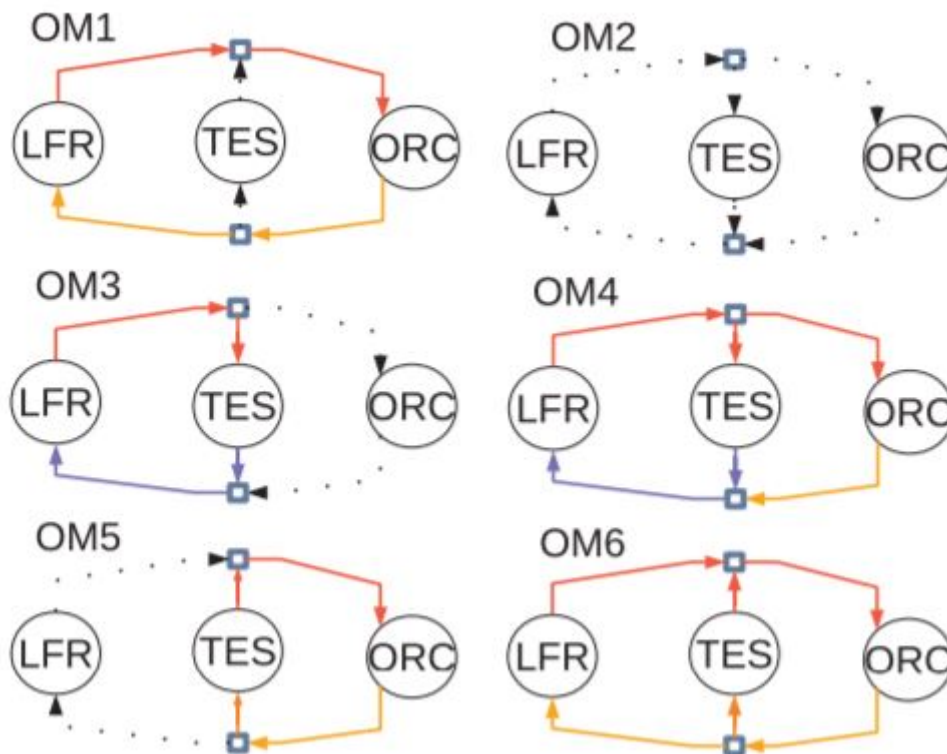 OM1
LFR TES ORC
OM2
LFR TES ORC
OM3
LFR TES ORC
OM4
LFR TES ORC
OM5
LFR TES ORC
OM6
LFR TES ORC